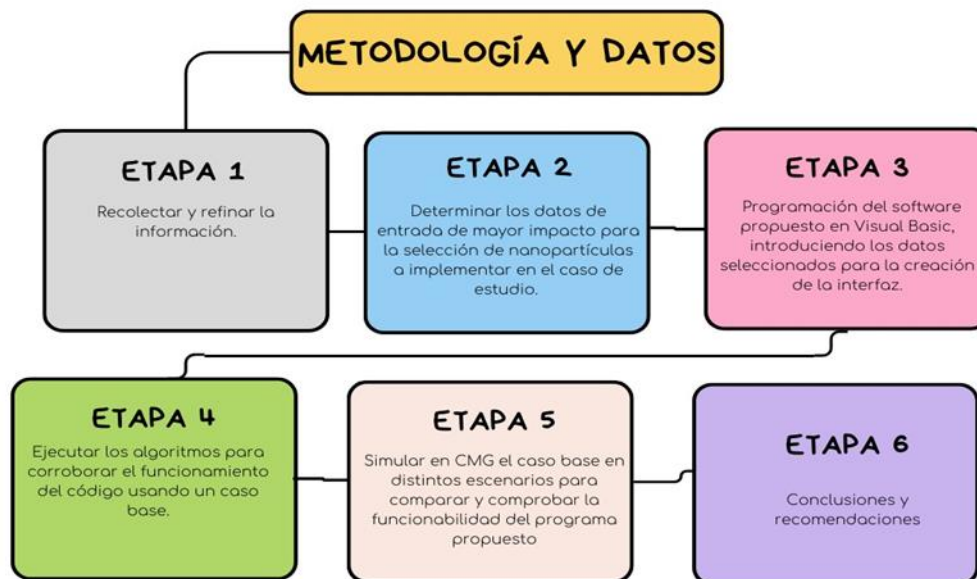 METODOLOGÍA Y DATOS
ETAPA 1
Recolectar y refinar la
información.
ETAPA 2
Determinar los datos de
entrada de mayor impacto para
la selección de nanopartículas
a implementar en el caso de
estudio.
ETAPA 3
Programación del software
propuesto en Visual Basic,
introduciendo los datos
seleccionados para la creación
de la interfaz.
ETAPA 4
Ejecutar los algoritmos para
corroborar el funcionamiento
del código usando un caso
base.
ETAPA 5
Simular en CMG el caso base en
distintos escenarios para
comparar y comprobar la
funcionabilidad del programa
propuesto
ETAPA 6
Conclusiones y
recomendaciones